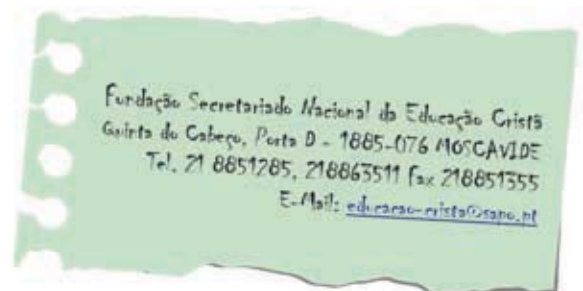 Fundação Secretariado Nacional da Educação Cristã
Quinta do Cabeço, Porta D - 1885-076 MOSCAVIDE
Tel. 21 8851285, 218863511 Fax 218851355
E-Mail: educacao-crista@sapo.pt